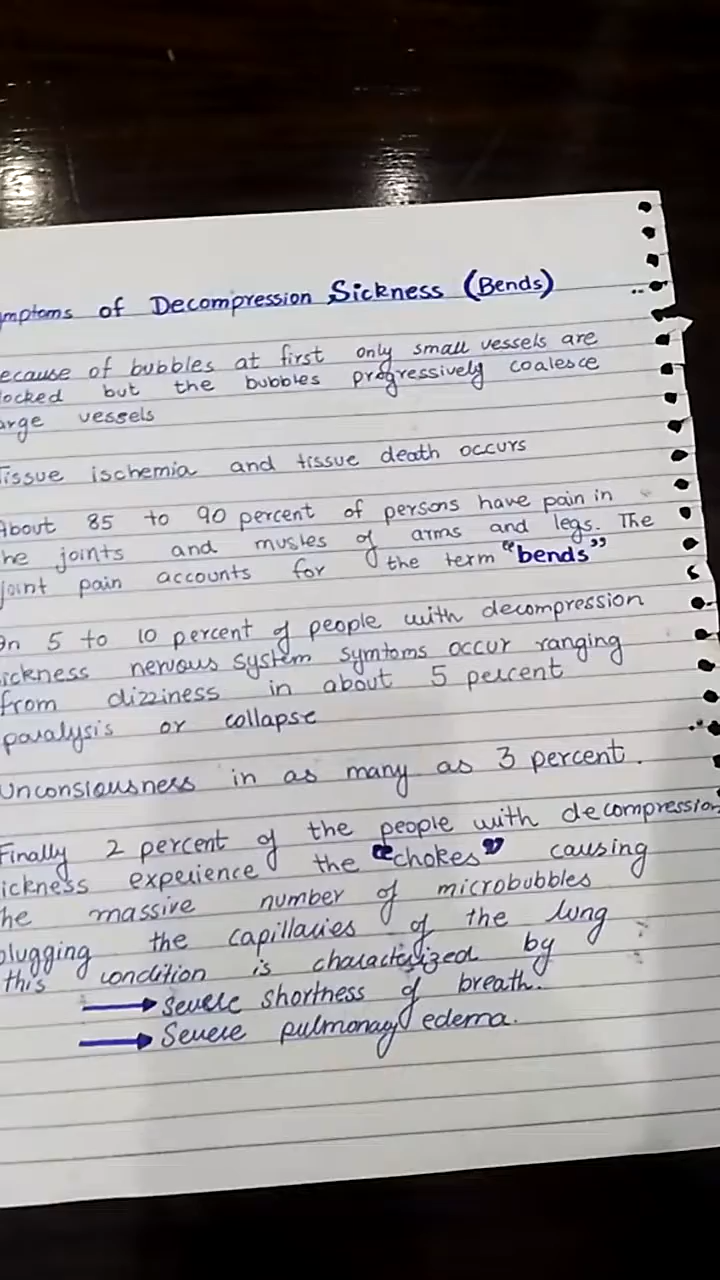 mptoms of Decompression Sickness (Bends)
ecause of bubbles at first only small vessels are
ocked but the bubbles progressively coalesce
arge vessels
Tissue ischemia and tissue death occurs
About 85 to 90 percent of persons have pain in
he joints and musles of arms and legs. The
joint pain accounts for the term "bends"
In 5 to 10 percent of people with decompression
ickness nervous system symtoms occur ranging
from dizziness in about 5 percent
paralysis or collapse
Unconsiousness in as many as 3 percent.
Finally 2 percent of the people with decompression
ickness experience the "chokes" causing
he massive number of microbubbles
plugging the capillaries of the lung
this condition is characterized by
→ Severe shortness of breath.
→ Severe pulmonary edema.